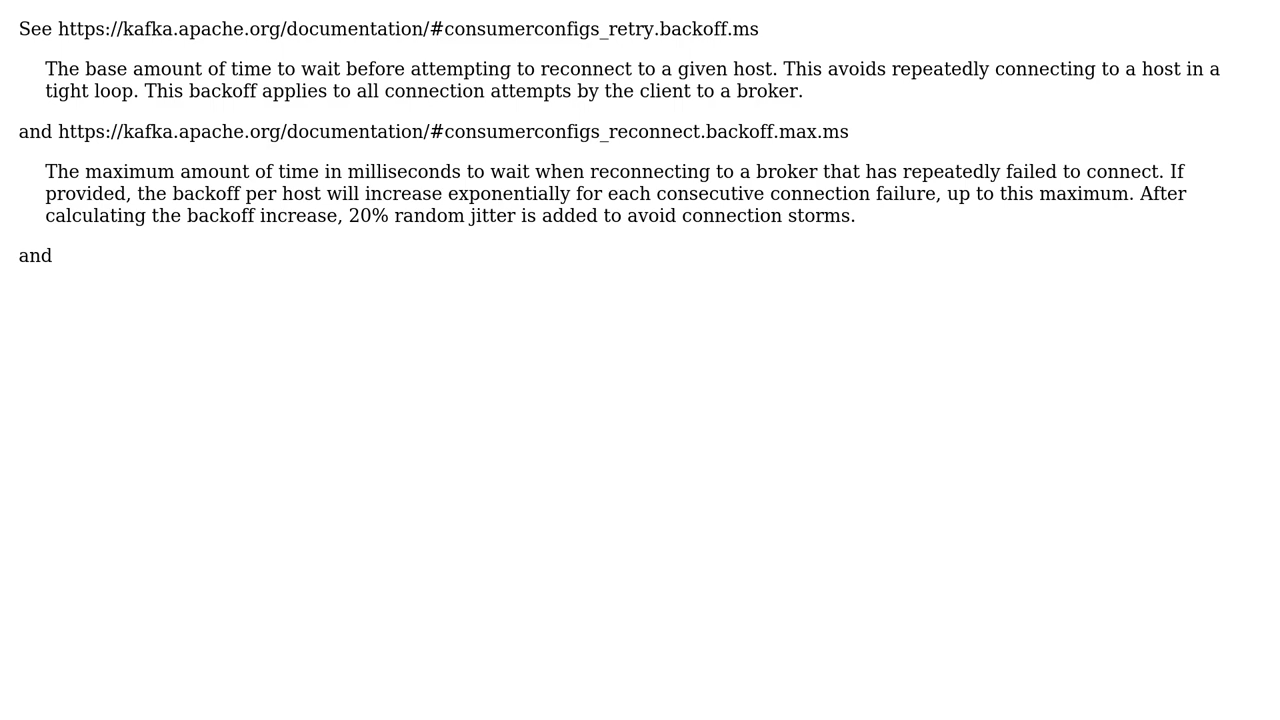 See https://kafka.apache.org/documentation/#consumerconfigs_retry.backoff.ms
The base amount of time to wait before attempting to reconnect to a given host. This avoids repeatedly connecting to a host in a
tight loop. This backoff applies to all connection attempts by the client to a broker.
and https://kafka.apache.org/documentation/#consumerconfigs_reconnect.backoff.max.ms
The maximum amount of time in milliseconds to wait when reconnecting to a broker that has repeatedly failed to connect. If
provided, the backoff per host will increase exponentially for each consecutive connection failure, up to this maximum. After
calculating the backoff increase, 20% random jitter is added to avoid connection storms.
and